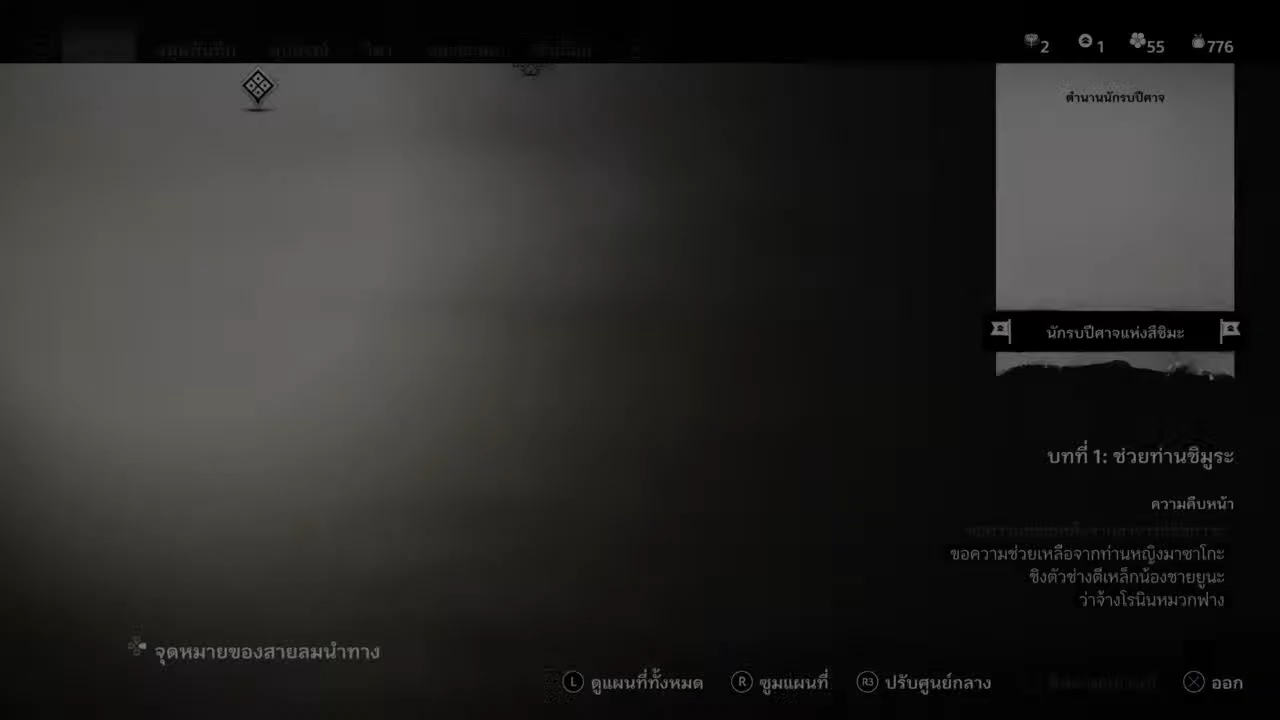 2 1 55 776
ตำนานนักรบปีศาจ
นักรบปีศาจแห่งสึชิมะ
บทที่ 1: ช่วยท่านชิมูระ
ความคืบหน้า
ขอความช่วยเหลือจากท่านหญิงมาซาโกะ
ชิงตัวช่างตีเหล็กน้องชายยูนะ
ว่าจ้างโรนินหมวกฟาง
จุดหมายของสายลมนำทาง
L ดูแผนที่ทั้งหมด R ซูมแผนที่ R3 ปรับศูนย์กลาง ออก